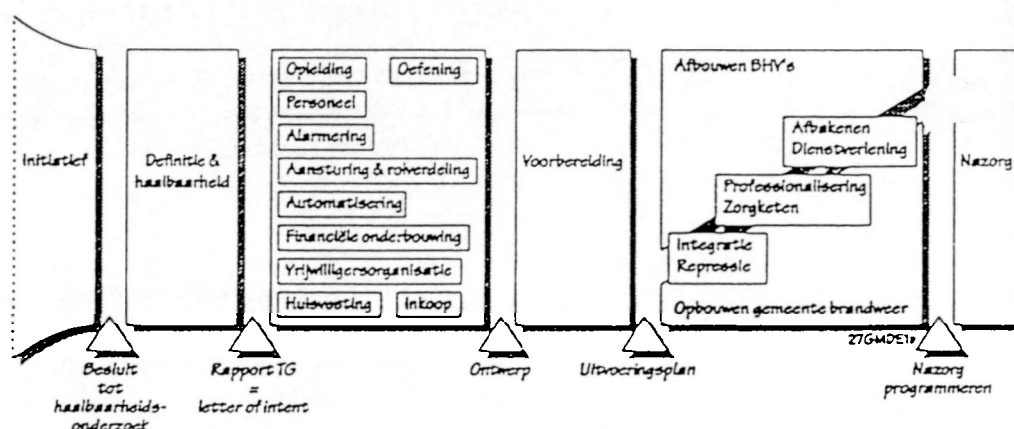 Initiatief
Definitie &
haalbaarheid
Opleiding
Oefening
Personeel
Alarmering
Aansturing & rolverdeling
Automatisering
Financiële onderbouwing
Vrijwilligersorganisatie
Huisvesting
Inkoop
Voorbereiding
Afbouwen BHV's
Afbakenen
Dienstverlening
Professionalisering
Zorgketen
Integratie
Repressie
Opbouwen gemeente brandweer
Nazorg
Besluit
tot
haalbaarheids-
onderzoek
Rapport TG
=
letter of intent
Ontwerp
Uitvoeringsplan
Nazorg
programmeren